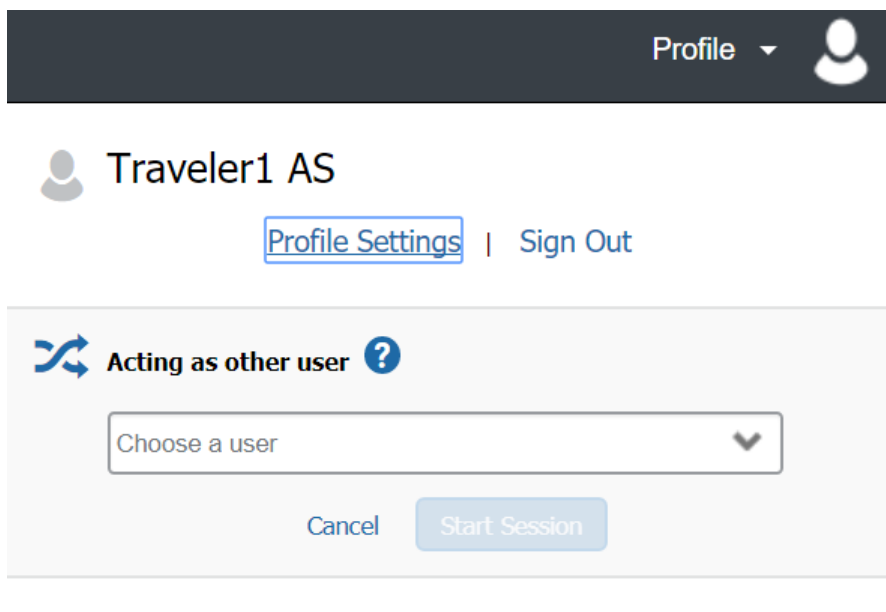 Profile
Traveler1 AS
Profile Settings | Sign Out
Acting as other user ?
Choose a user
Cancel Start Session